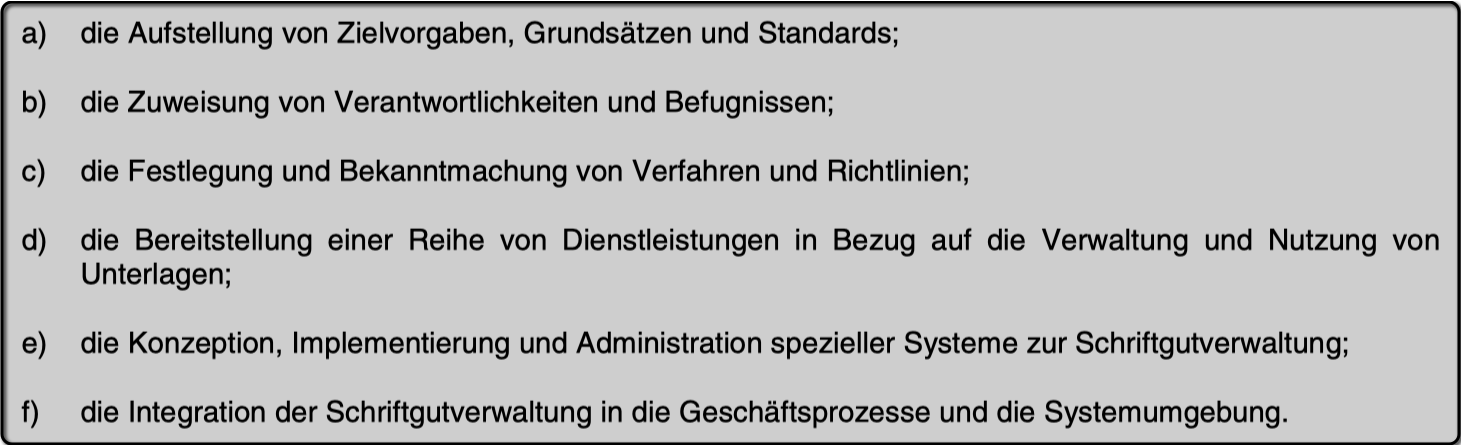 a) die Aufstellung von Zielvorgaben, Grundsätzen und Standards;
b) die Zuweisung von Verantwortlichkeiten und Befugnissen;
c) die Festlegung und Bekanntmachung von Verfahren und Richtlinien;
d) die Bereitstellung einer Reihe von Dienstleistungen in Bezug auf die Verwaltung und Nutzung von
Unterlagen;
e) die Konzeption, Implementierung und Administration spezieller Systeme zur Schriftgutverwaltung;
f) die Integration der Schriftgutverwaltung in die Geschäftsprozesse und die Systemumgebung.